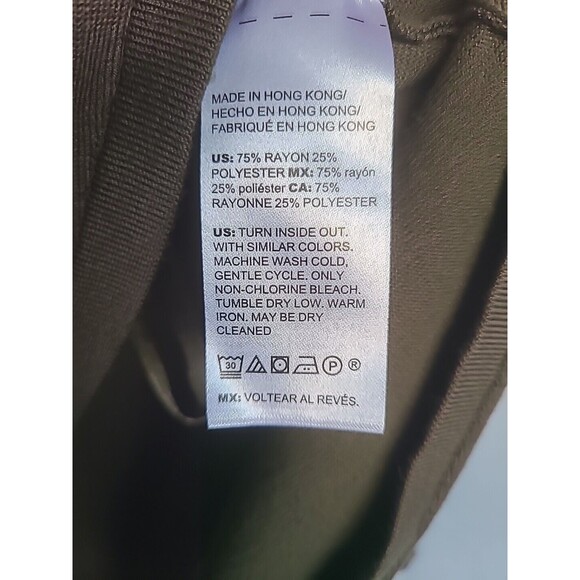 MADE IN HONG KONG/
HECHO EN HONG KONG/
FABRIQUÉ EN HONG KONG
US: 75% RAYON 25%
POLYESTER MX: 75% rayón
25% poliéster CA: 75%
RAYONNE 25% POLYESTER
US: TURN INSIDE OUT.
WITH SIMILAR COLORS.
MACHINE WASH COLD,
GENTLE CYCLE. ONLY
NON-CHLORINE BLEACH.
TUMBLE DRY LOW. WARM
IRON. MAY BE DRY
CLEANED
30 P ®
MX: VOLTEAR AL REVÉS.